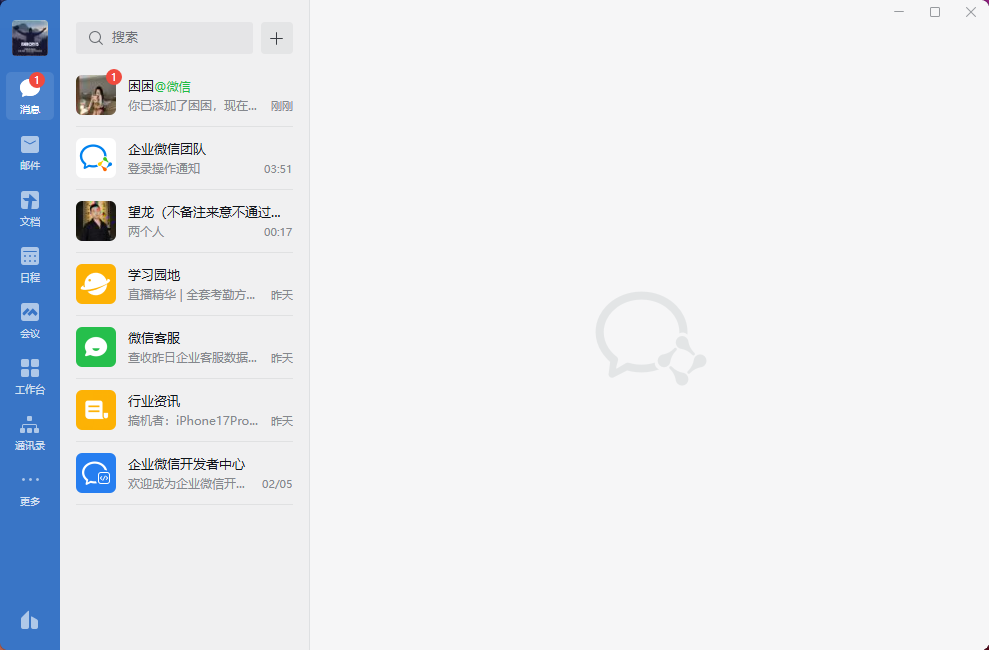 搜索
1
消息
邮件
文档
日程
会议
工作台
通讯录
更多
1
困困@微信
你已添加了困困，现在... 刚刚
企业微信团队
登录操作通知 03:51
望龙（不备注来意不通过...
两个人 00:17
学习园地
直播精华 | 全套考勤方... 昨天
微信客服
查收昨日企业客服数据... 昨天
行业资讯
搞机者：iPhone17Pro... 昨天
企业微信开发者中心
欢迎成为企业微信开... 02/05